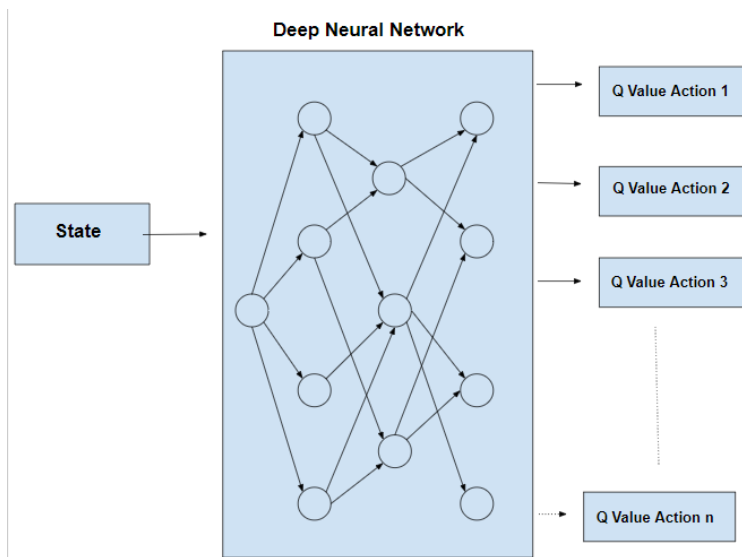 Deep Neural Network
Q Value Action 1
Q Value Action 2
State
Q Value Action 3
Q Value Action n